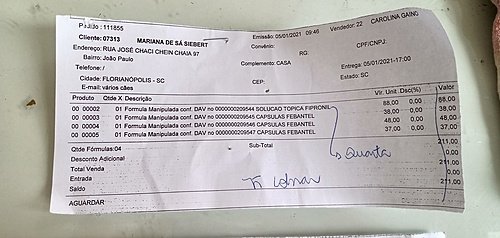 Pedido : 111855 Emissão: 05/01/2021 09:46 Vendedor: 22 CAROLINA GAING
Cliente: 07313 MARIANA DE SÁ SIEBERT Convênio: RG: CPF/CNPJ:
Endereço: RUA JOSÉ CHACI CHEIN CHAIA 97
Bairro: João Paulo Complemento: CASA Entrega: 05/01/2021-17:00
Telefone: / CEP: Estado: SC
Cidade: FLORIANÓPOLIS - SC
E-mail: vários cães
Produto Qtde X Descrição Vlr. Unit. Dsc(%) Valor
00 00002 01 Formula Manipulada conf. DAV no 0000000209544 SOLUCAO TOPICA FIPRONIL 88,00 0,00 88,00
00 00003 01 Formula Manipulada conf. DAV no 0000000209545 CAPSULAS FEBANTEL 38,00 0,00 38,00
00 00004 01 Formula Manipulada conf. DAV no 0000000209546 CAPSULAS FEBANTEL 48,00 0,00 48,00
00 00005 01 Formula Manipulada conf. DAV no 0000000209547 CAPSULAS FEBANTEL 37,00 0,00 37,00
Qtde Fórmulas:04 Sub-Total 211,00
Desconto Adicional 0,00
Total Venda 211,00
Entrada 0,00
Saldo 211,00
Quanta
AGUARDAR